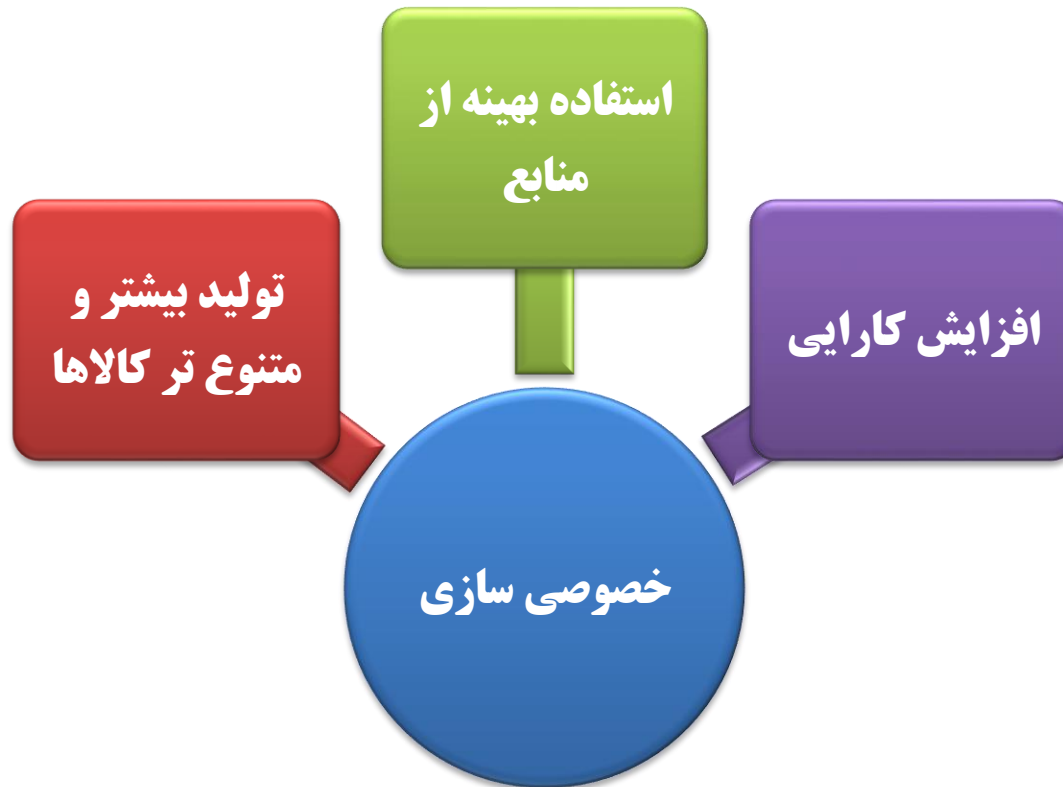 استفاده بهینه از
منابع
افزایش کارایی
تولید بیشتر و
متنوع تر کالاها
خصوصی سازی